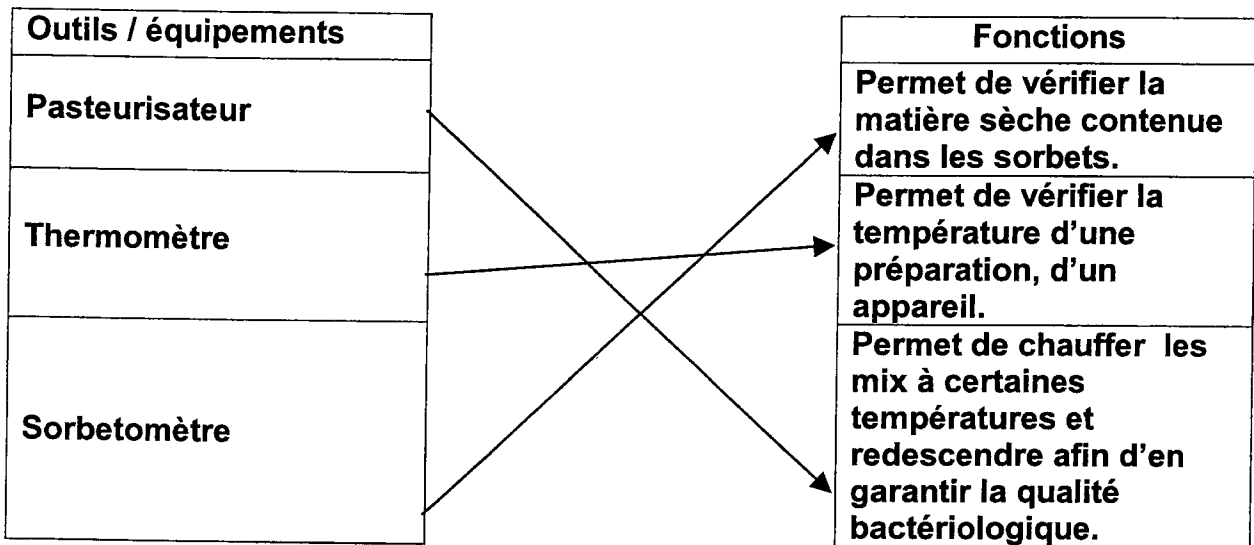 Outils / équipements
Pasteurisateur
Thermomètre
Sorbetomètre
Fonctions
Permet de vérifier la
matière sèche contenue
dans les sorbets.
Permet de vérifier la
température d'une
préparation, d'un
appareil.
Permet de chauffer les
mix à certaines
températures et
redescendre afin d'en
garantir la qualité
bactériologique.